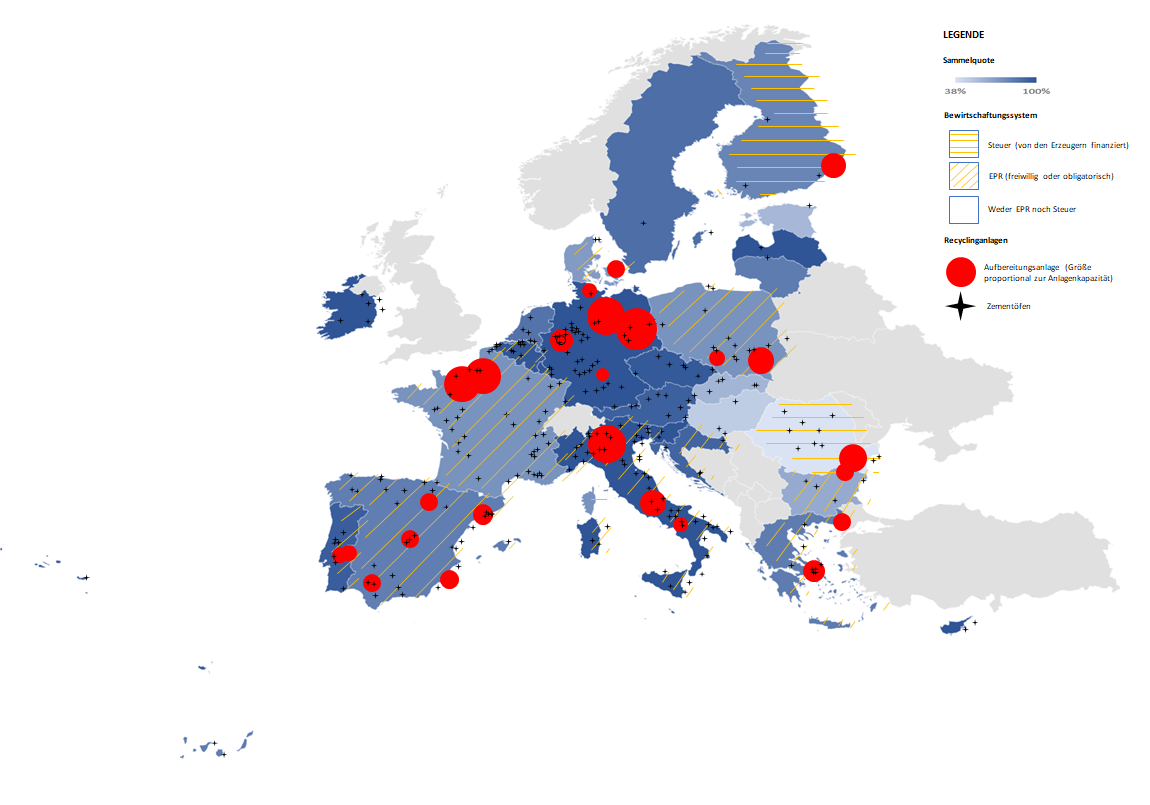 LEGENDE
Sammelquote
38% 100%
Bewirtschaftungssystem
Steuer (von den Erzeugern finanziert)
EPR (freiwillig oder obligatorisch)
Weder EPR noch Steuer
Recyclinganlagen
Aufbereitungsanlage (Größe
proportional zur Anlagenkapazität)
Zementöfen